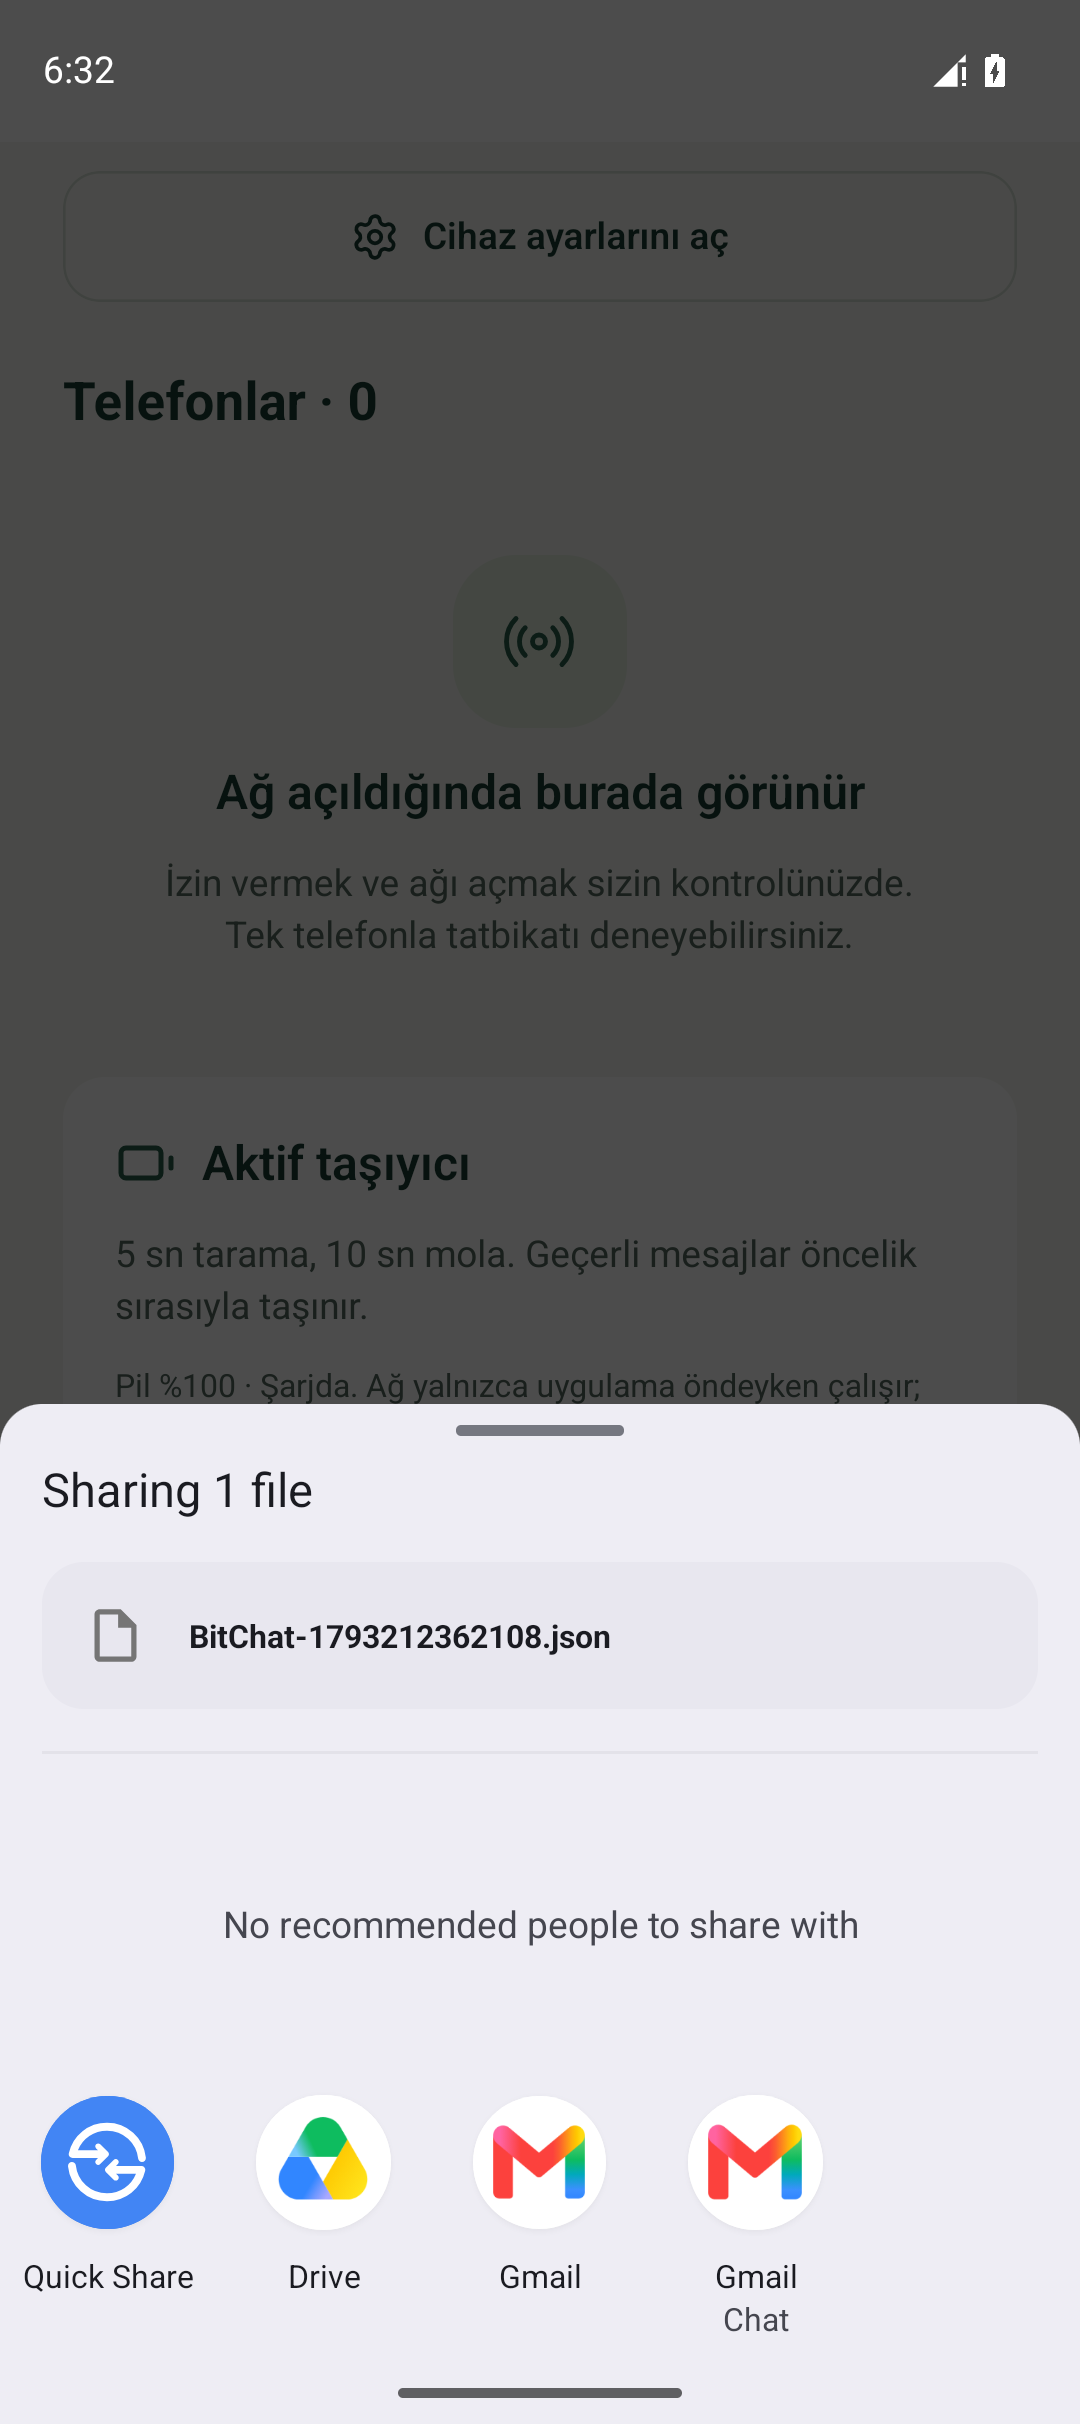 6:32
Cihaz ayarlarını aç
Telefonlar · 0
Ağ açıldığında burada görünür
İzin vermek ve ağı açmak sizin kontrolünüzde.
Tek telefonla tatbikatı deneyebilirsiniz.
Aktif taşıyıcı
5 sn tarama, 10 sn mola. Geçerli mesajlar öncelik
sırasıyla taşınır.
Pil %100 · Şarjda. Ağ yalnızca uygulama öndeyken çalışır;
Sharing 1 file
BitChat-1793212362108.json
No recommended people to share with
Quick Share
Drive
Gmail
Gmail
Chat